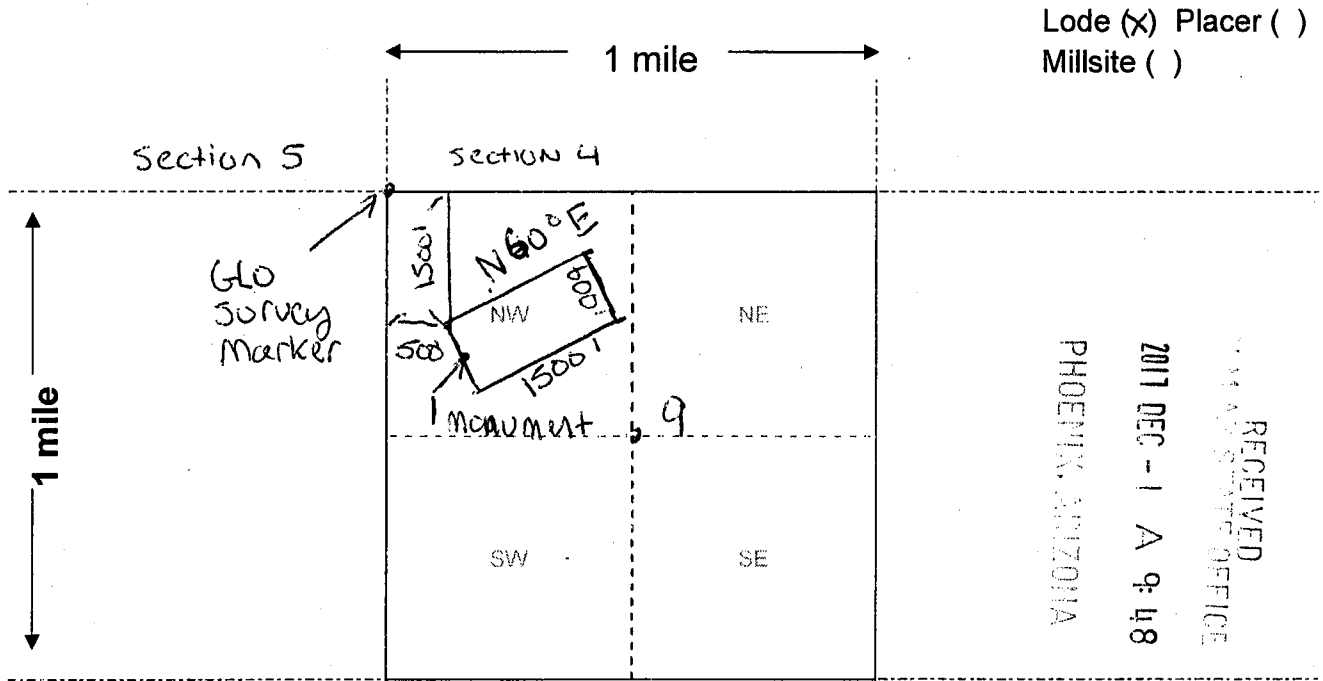 Lode (x) Placer ( )
Millsite ( )
1 mile
Section 5
Section 4
1 mile
GLO
Survey
Marker
1500'
500
N60°E
600'
1500'
NW
NE
monument
9
SW
SE
RECEIVED
STATE OFFICE
2017 DEC -1 A 9:48
PHOENIX, ARIZONA